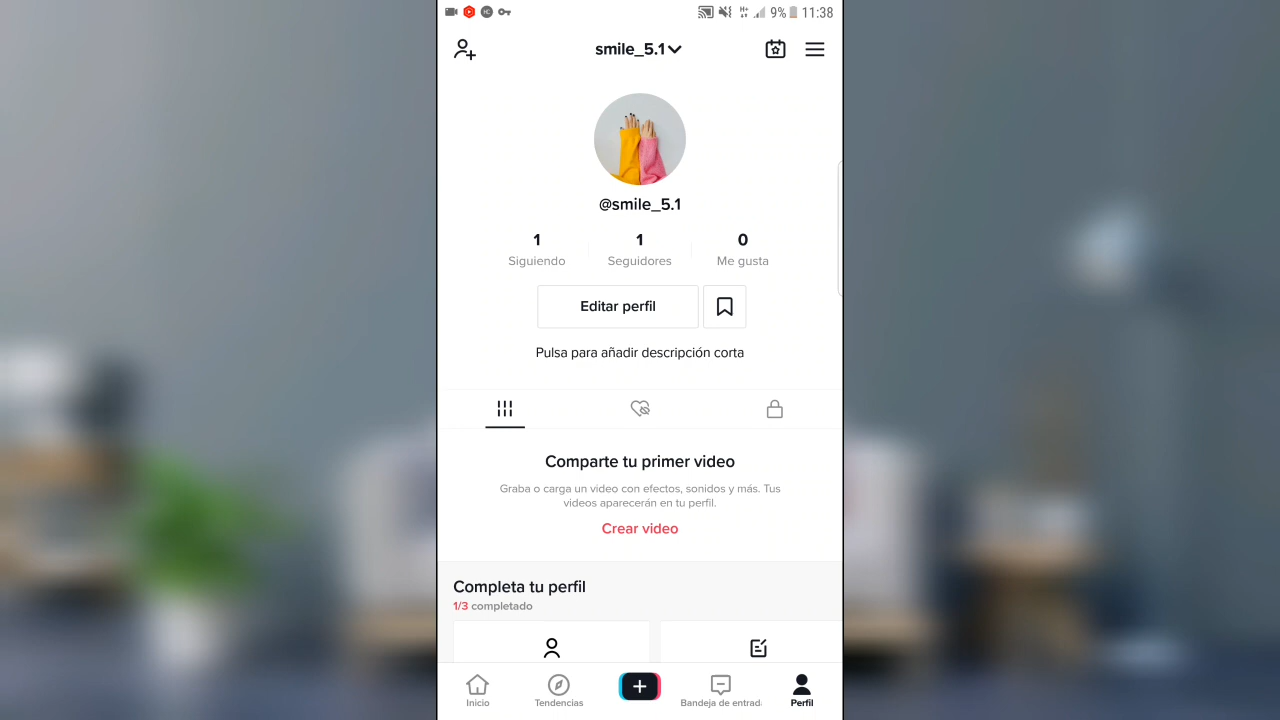 9% 11:38
smile_5.1
@smile_5.1
1 1 0
Siguiendo Seguidores Me gusta
Editar perfil
Pulsa para añadir descripción corta
Comparte tu primer video
Graba o carga un video con efectos, sonidos y más. Tus
videos aparecerán en tu perfil.
Crear video
Completa tu perfil
1/3 completado
Inicio Tendencias Bandeja de entrad Perfil